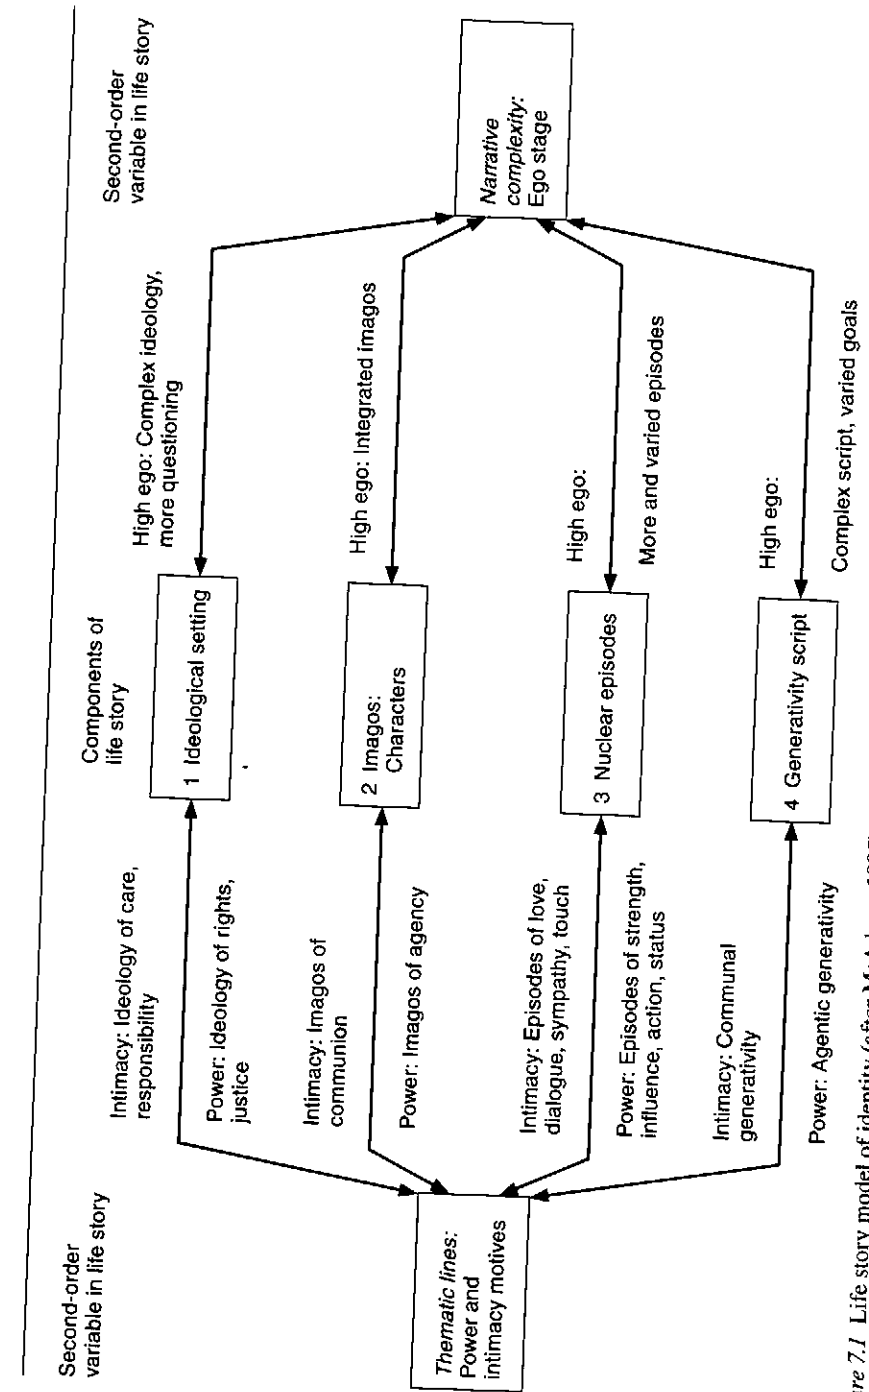 Second-order
variable in life story
Components of
life story
Second-order
variable in life story
Intimacy: Ideology of care,
responsibility
Power: Ideology of rights,
justice
1 Ideological setting
High ego: Complex ideology,
more questioning
Intimacy: Imagos of
communion
Power: Imagos of agency
2 Imagos:
Characters
High ego: Integrated imagos
Thematic lines:
Power and
intimacy motives
Narrative
complexity:
Ego stage
Intimacy: Episodes of love,
dialogue, sympathy, touch
Power: Episodes of strength,
influence, action, status
3 Nuclear episodes
High ego:
More and varied episodes
Intimacy: Communal
generativity
Power: Agentic generativity
4 Generativity script
High ego:
Complex script, varied goals
7.1 Life story model of identity (after